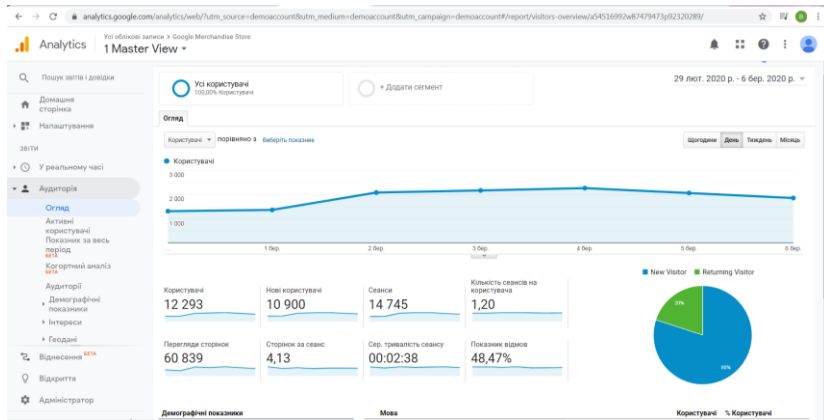 analytics.google.com/analytics/web/?utm_source=demoaccount&utm_medium=demoaccount&utm_campaign=demoaccount#/report/visitors-overview/a54516992w87479473p92320289/
Analytics
Усі облікові записи > Google Merchandise Store
1 Master View
Пошук звітів і довідки
Домашня сторінка
Налаштування
ЗВІТИ
У реальному часі
Аудиторія
Огляд
Активні
користувачі
Показник за весь
період
БЕТА
Когортний аналіз
БЕТА
Аудиторії
Демографічні
показники
Інтереси
Геодані
Віднесення БЕТА
Відкриття
Адміністратор
Усі користувачі
100,00% Користувачі
+ Додати сегмент
29 лют. 2020 р. - 6 бер. 2020 р.
Огляд
Користувачі порівняно з Виберіть показник
Щогодини День Тиждень Місяць
Користувачі
3 000
2 000
1 000
... 1 бер. 2 бер. 3 бер. 4 бер. 5 бер. 6 бер.
New Visitor Returning Visitor
Користувачі
12 293
Нові користувачі
10 900
Сеанси
14 745
Кількість сеансів на
користувача
1,20
Перегляди сторінок
60 839
Сторінок за сеанс
4,13
Сер. тривалість сеансу
00:02:38
Показник відмов
48,47%
20%
80%
Демографічні показники
Мова
Користувачі % Користувачі